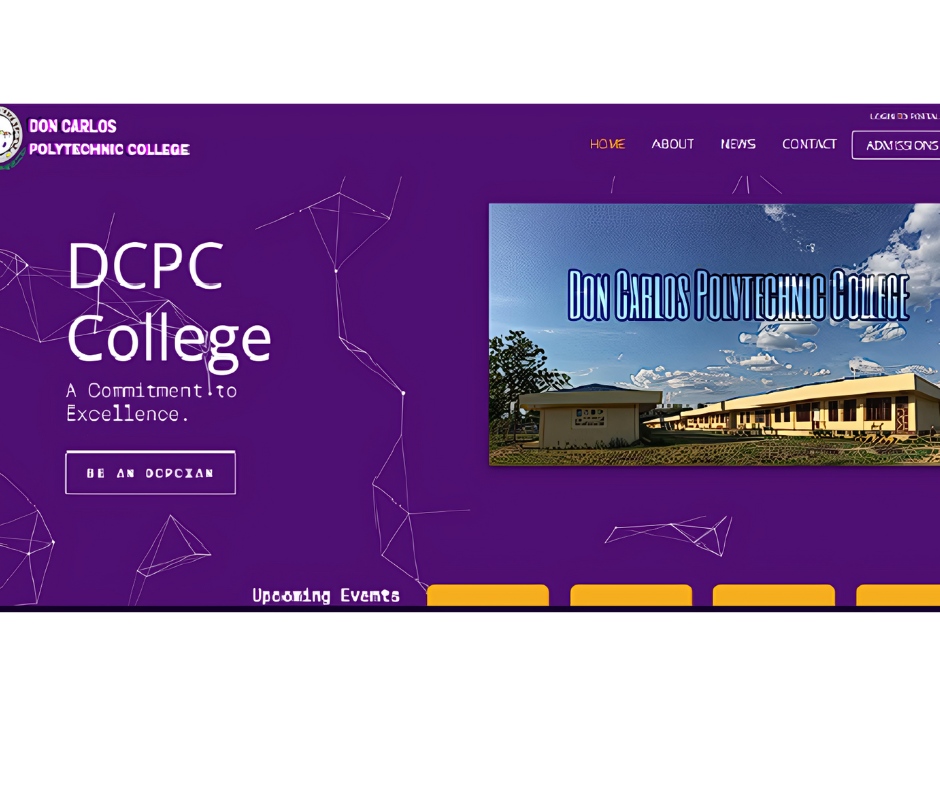 DON CARLOS
POLYTECHNIC COLLEGE
LOGIN TO PORTAL
HOME ABOUT NEWS CONTACT ADMISSIONS
DCPC
College
A Commitment to
Excellence.
BE AN DCPCIAN
DON CARLOS POLYTECHNIC COLLEGE
Upcoming Events